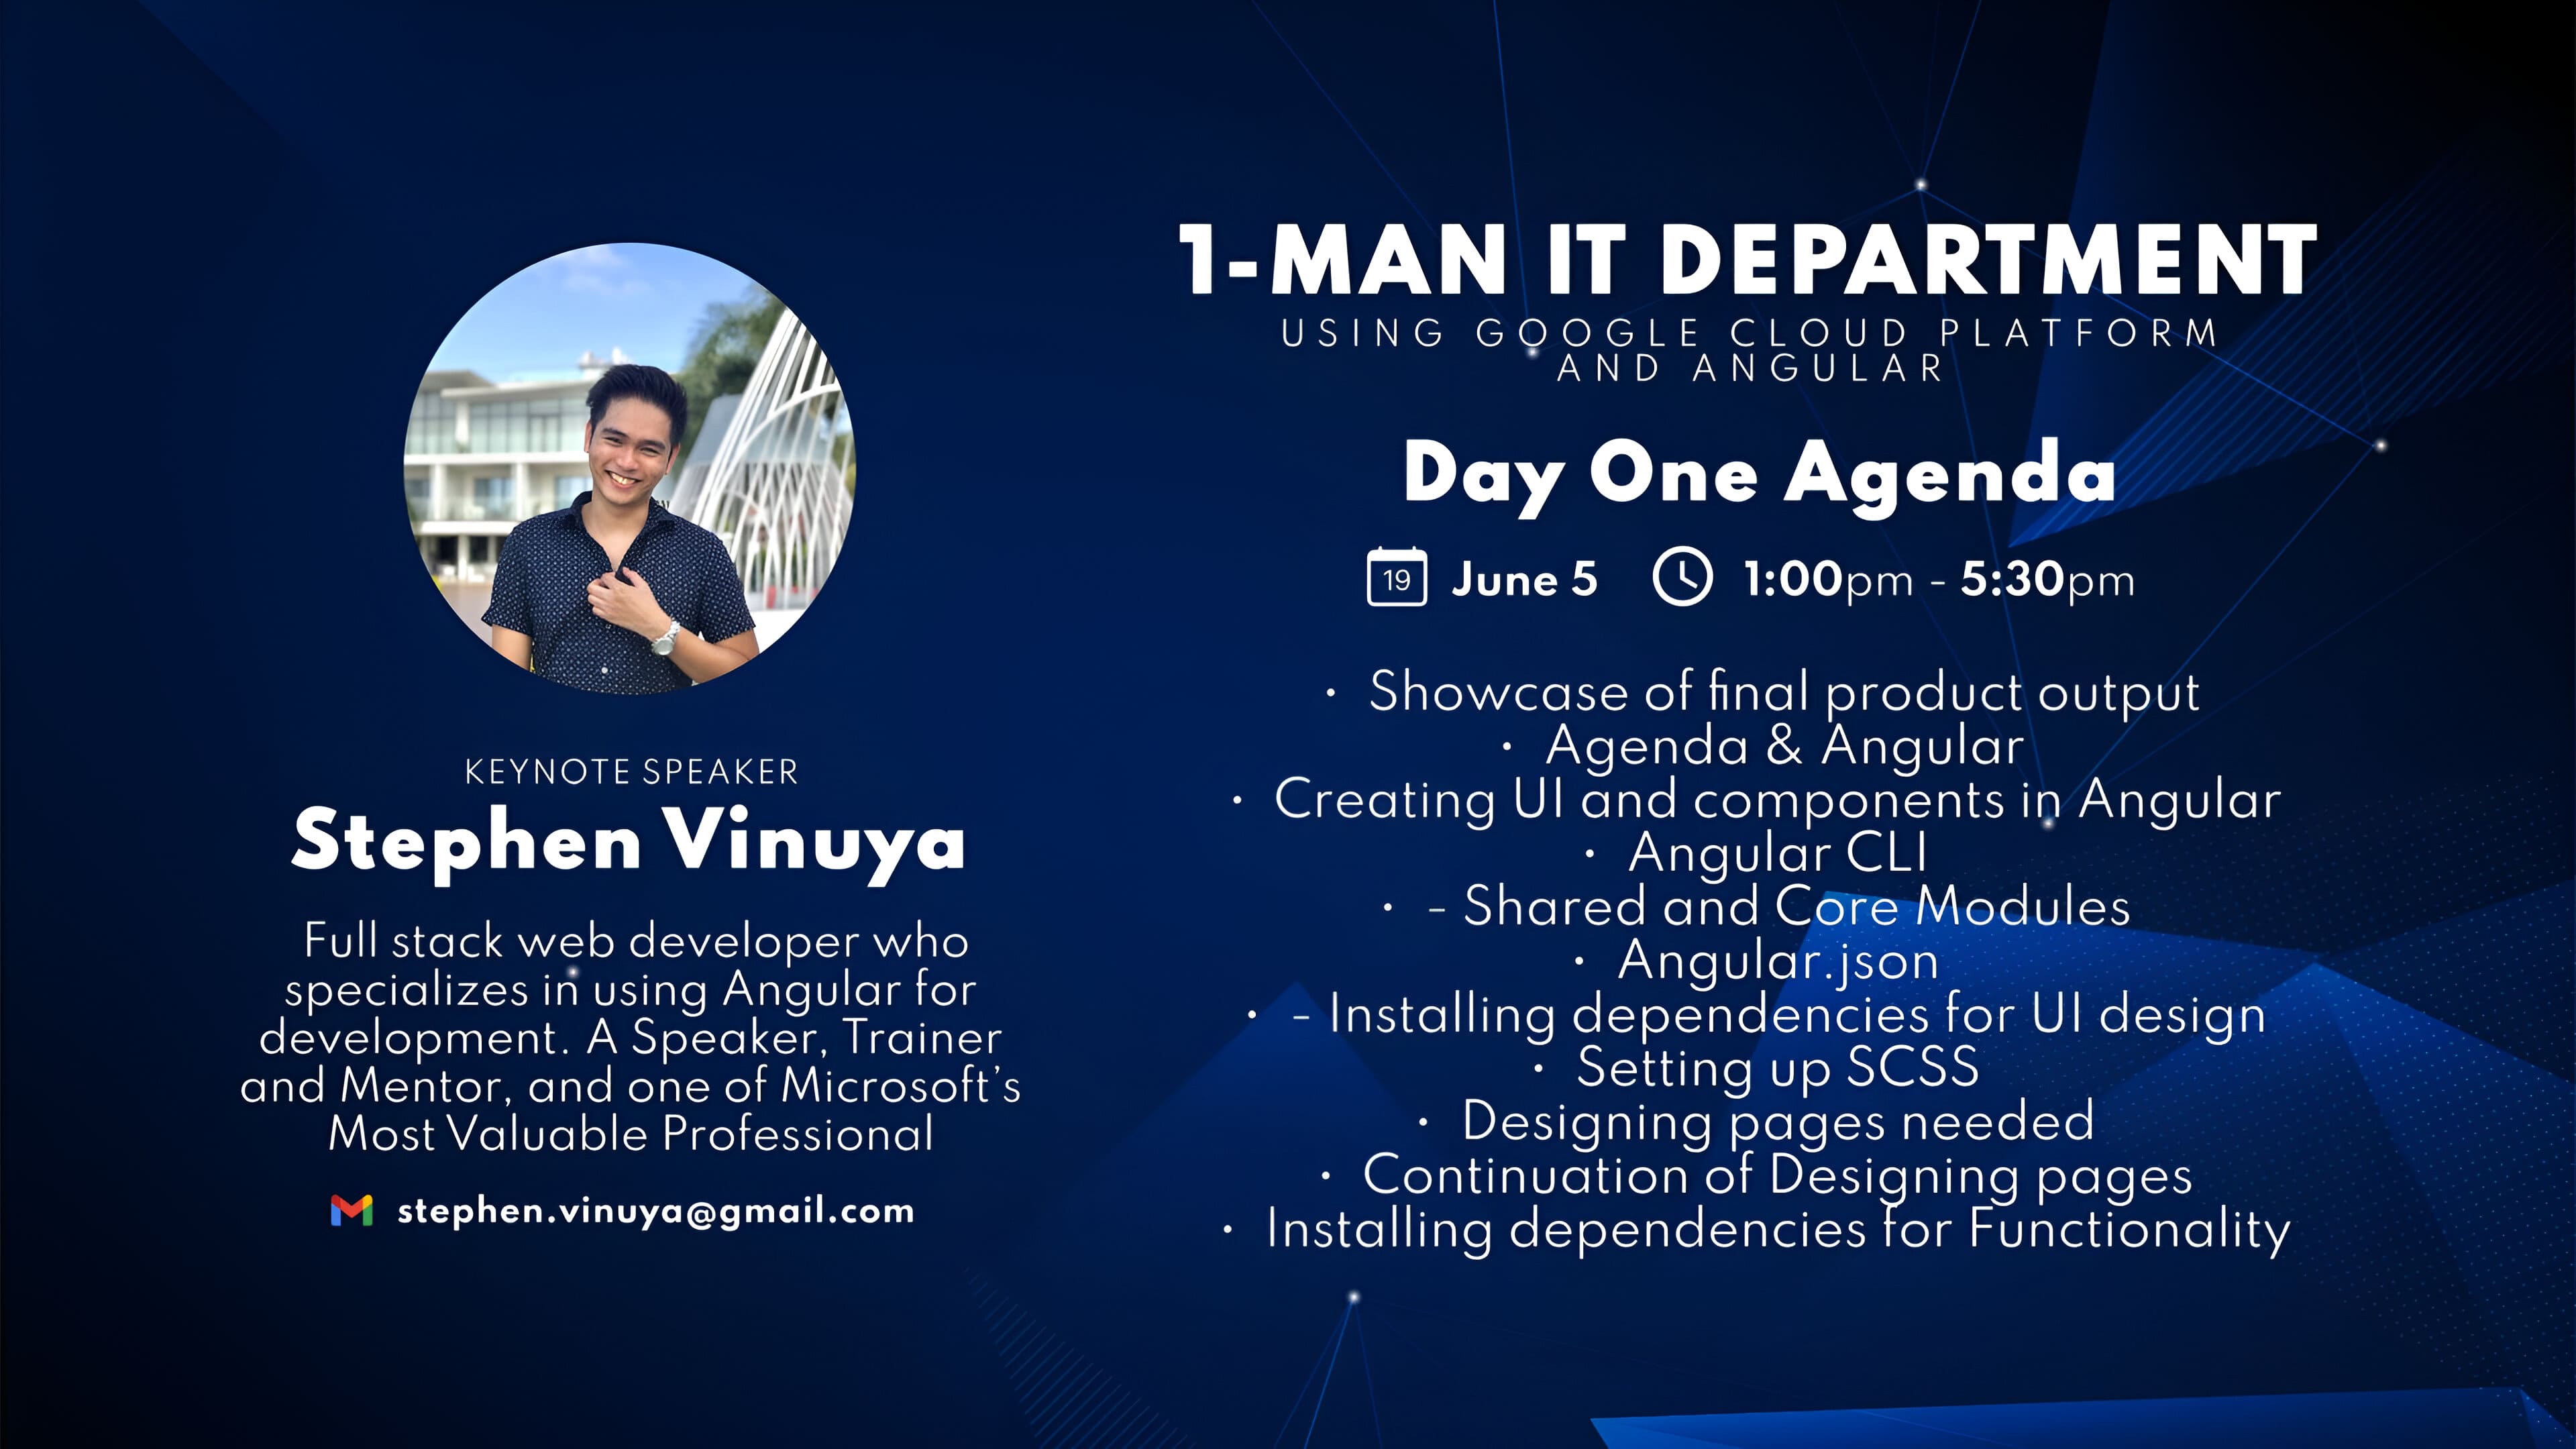 KEYNOTE SPEAKER
Stephen Vinuya
Full stack web developer who
specializes in using Angular for
development. A Speaker, Trainer
and Mentor, and one of Microsoft's
Most Valuable Professional
stephen.vinuya@gmail.com
1-MAN IT DEPARTMENT
USING GOOGLE CLOUD PLATFORM
AND ANGULAR
Day One Agenda
19 June 5 1:00pm - 5:30pm
• Showcase of final product output
• Agenda & Angular
• Creating UI and components in Angular
• Angular CLI
• - Shared and Core Modules
• Angular.json
• - Installing dependencies for UI design
• Setting up SCSS
• Designing pages needed
• Continuation of Designing pages
• Installing dependencies for Functionality